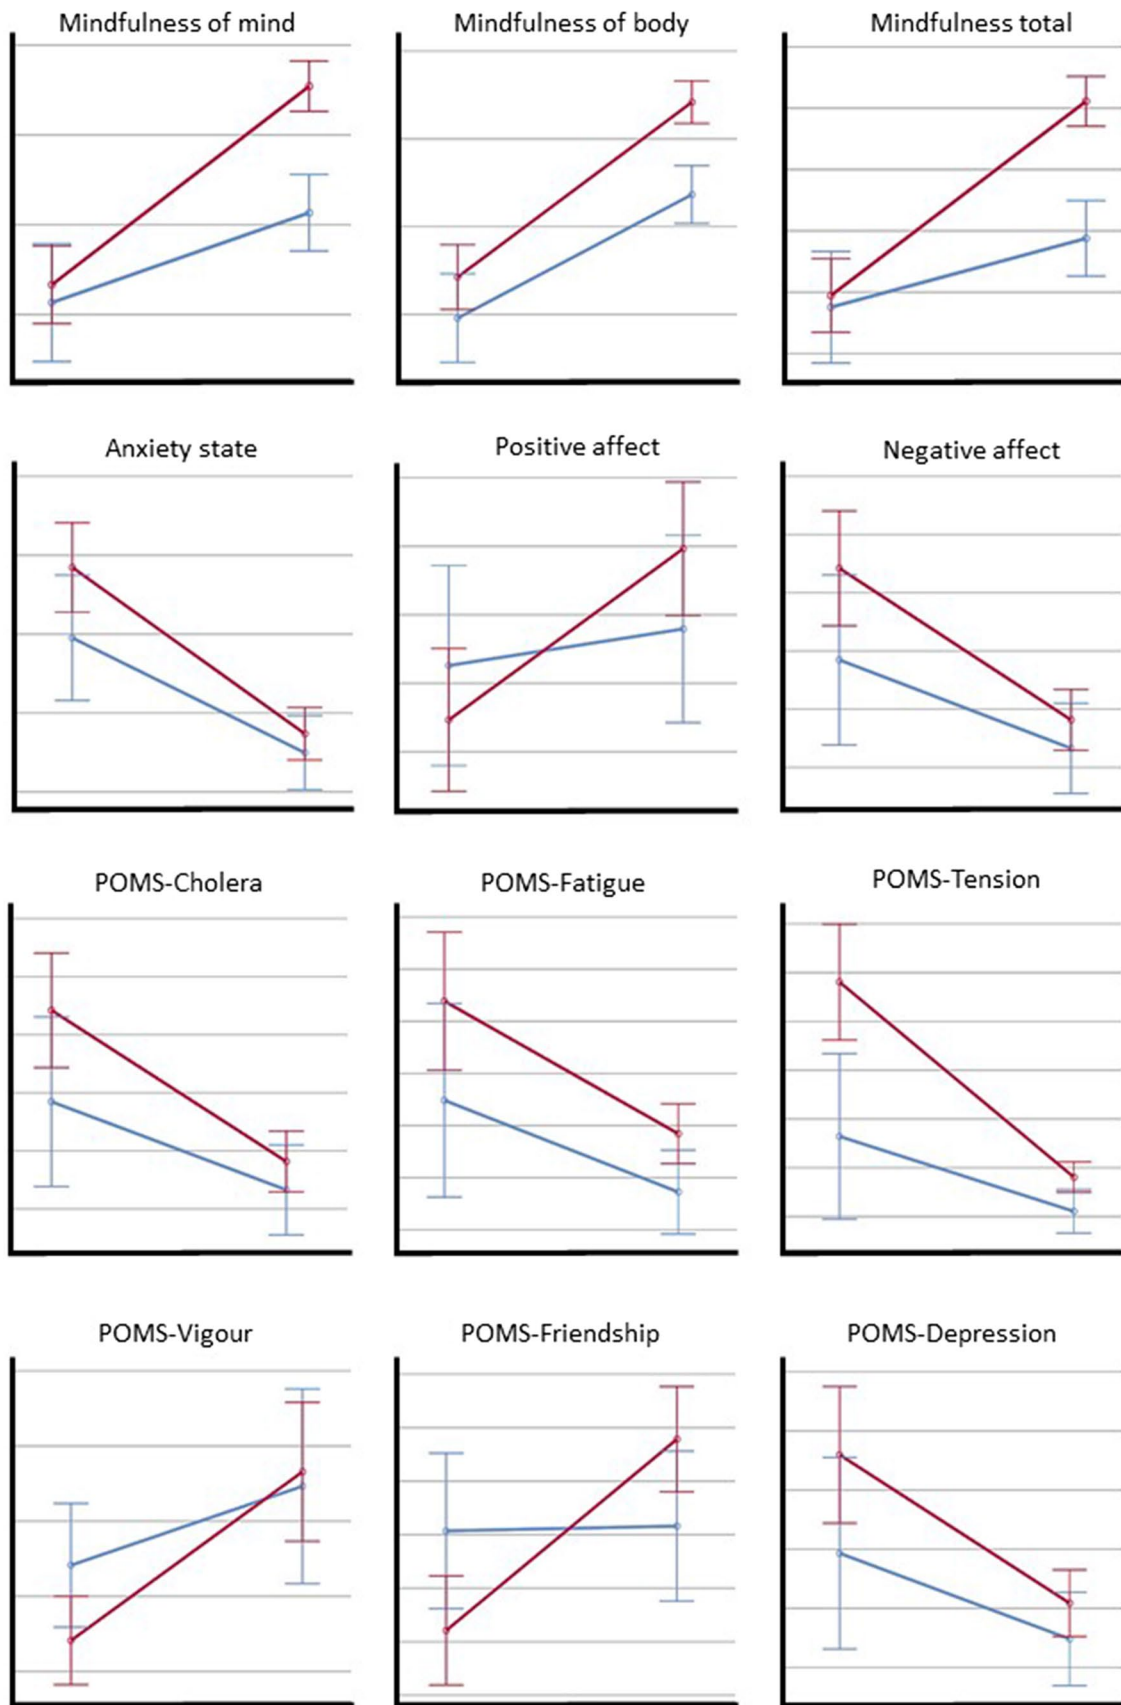 Mindfulness of mind
Mindfulness of body
Mindfulness total
Anxiety state
Positive affect
Negative affect
POMS-Cholera
POMS-Fatigue
POMS-Tension
POMS-Vigour
POMS-Friendship
POMS-Depression